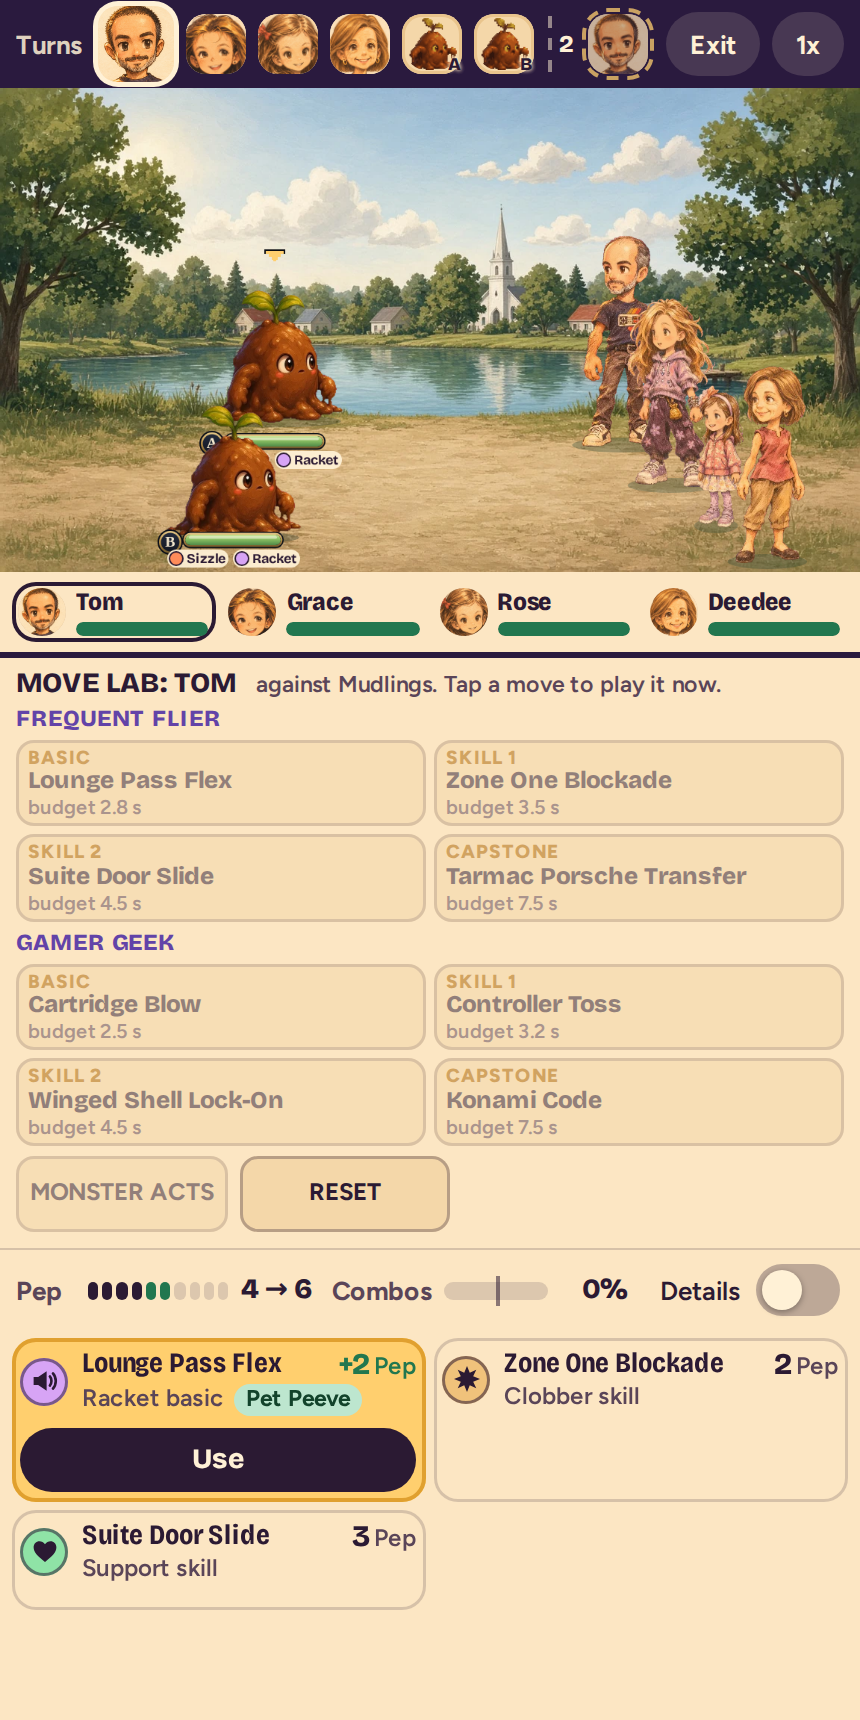 Turns
A
B
2
Exit
1x
A
Racket
B
Sizzle
Racket
Tom
Grace
Rose
Deedee
MOVE LAB: TOM against Mudlings. Tap a move to play it now.
FREQUENT FLIER
BASIC
Lounge Pass Flex
budget 2.8 s
SKILL 1
Zone One Blockade
budget 3.5 s
SKILL 2
Suite Door Slide
budget 4.5 s
CAPSTONE
Tarmac Porsche Transfer
budget 7.5 s
GAMER GEEK
BASIC
Cartridge Blow
budget 2.5 s
SKILL 1
Controller Toss
budget 3.2 s
SKILL 2
Winged Shell Lock-On
budget 4.5 s
CAPSTONE
Konami Code
budget 7.5 s
MONSTER ACTS
RESET
Pep 4 → 6 Combos 0% Details
Lounge Pass Flex +2 Pep
Racket basic Pet Peeve
Use
Zone One Blockade 2 Pep
Clobber skill
Suite Door Slide 3 Pep
Support skill